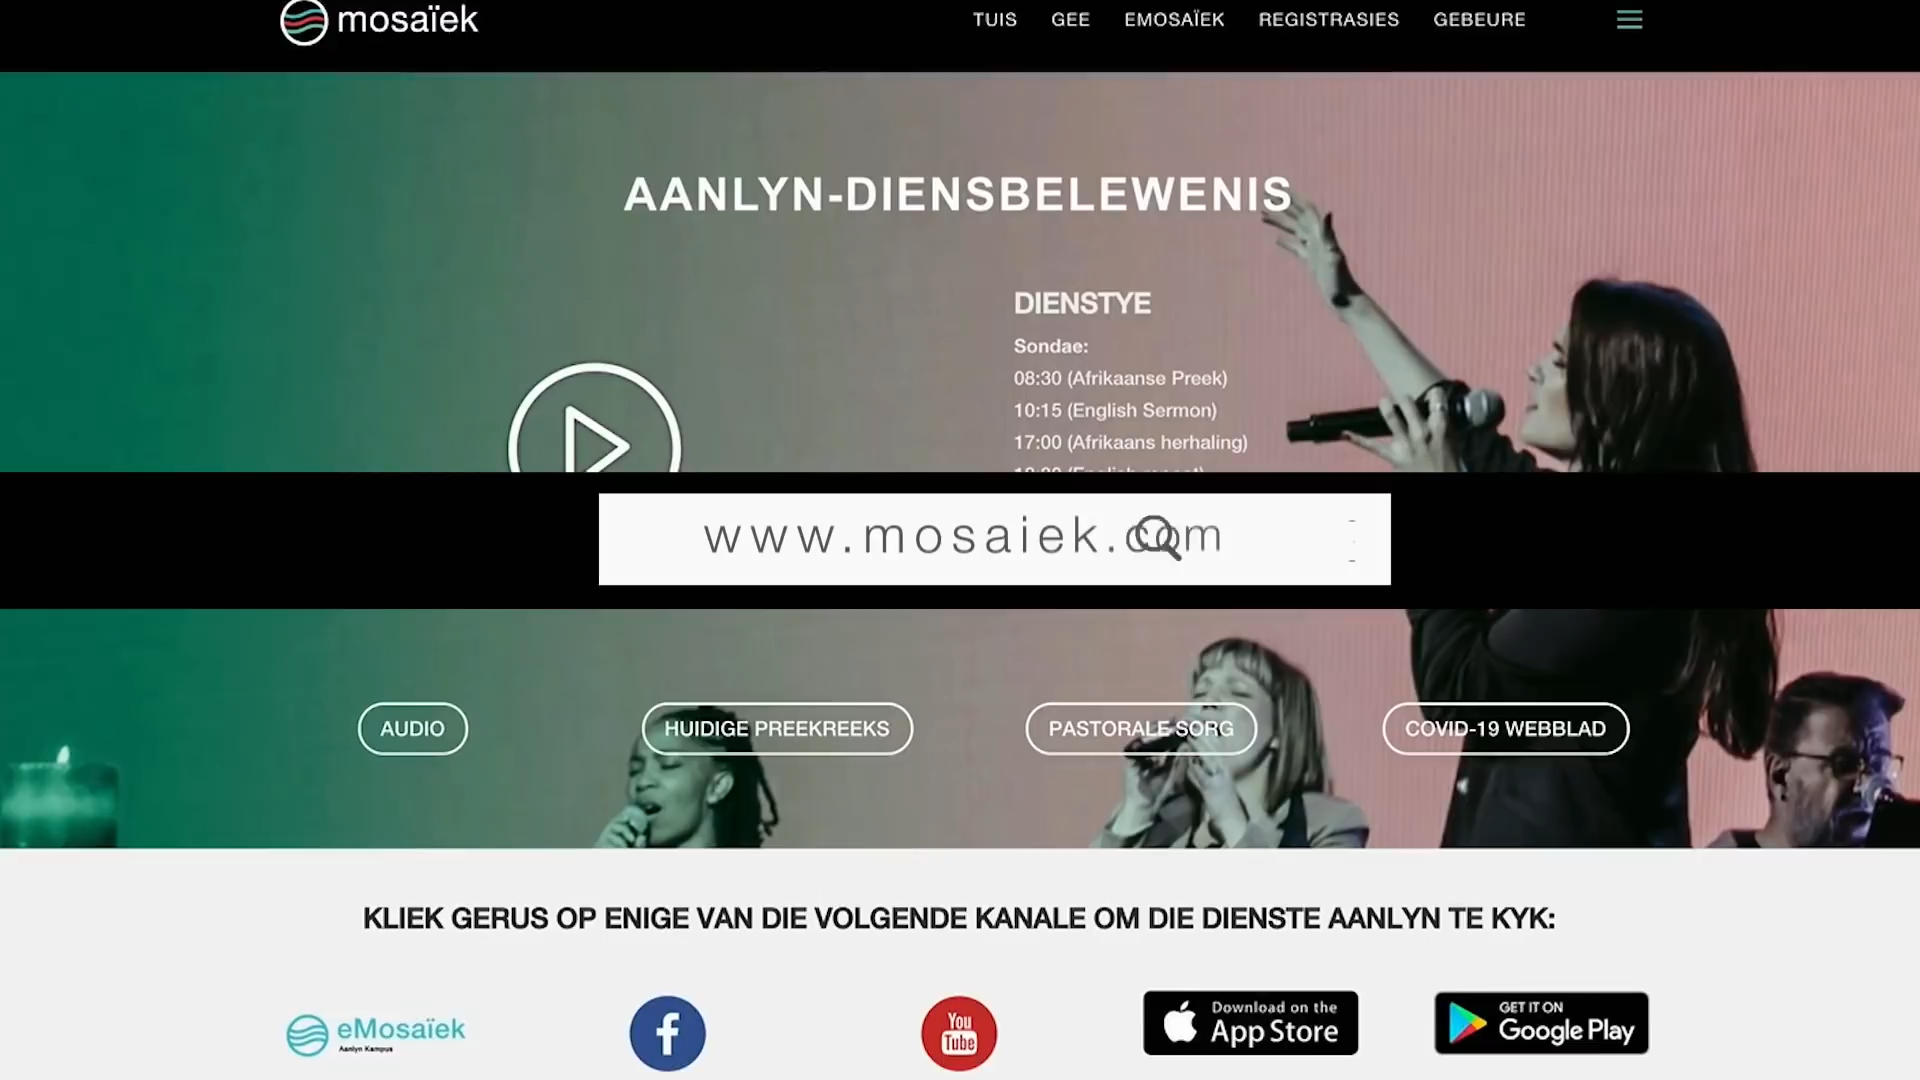 mosaïek
TUIS GEE EMOSAÏEK REGISTRASIES GEBEURE
AANLYN-DIENSBELEWENIS
DIENSTYE
Sondae:
08:30 (Afrikaanse Preek)
10:15 (English Sermon)
17:00 (Afrikaans herhaling)
www.mosaiek.com
AUDIO
HUIDIGE PREEKREEKS
PASTORALE SORG
COVID-19 WEBBLAD
KLIEK GERUS OP ENIGE VAN DIE VOLGENDE KANALE OM DIE DIENSTE AANLYN TE KYK:
eMosaïek
Aanlyn Kampus
You
Tube
Download on the
App Store
GET IT ON
Google Play